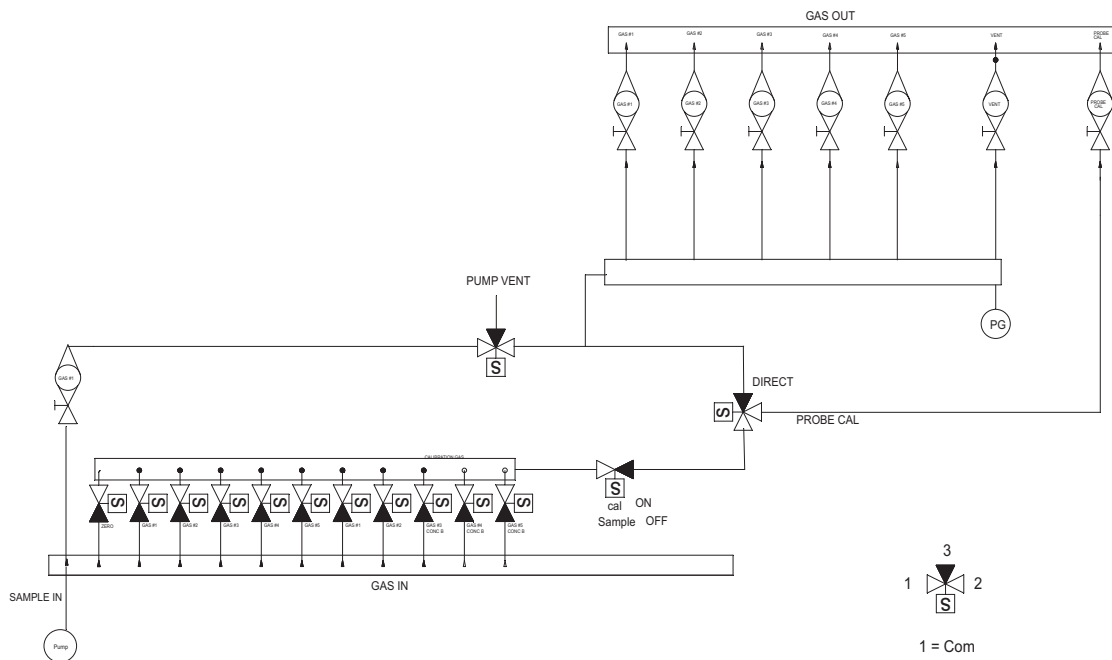 GAS OUT
GAS #1
GAS #2
GAS #3
GAS #4
GAS #5
VENT
PROBE
CAL
GAS #1
GAS #2
GAS #3
GAS #4
GAS #5
VENT
PROBE
CAL
PUMP VENT
S
PG
GAS #1
DIRECT
S
PROBE CAL
CALIBRATION GAS
S
S
S
S
S
S
S
S
S
S
S
S
cal ON
Sample OFF
ZERO
GAS #1
GAS #2
GAS #3
GAS #4
GAS #5
GAS #1
GAS #2
GAS #3
CONC B
GAS #4
CONC B
GAS #5
CONC B
GAS IN
SAMPLE IN
Pump
3
1 2
S
1 = Com